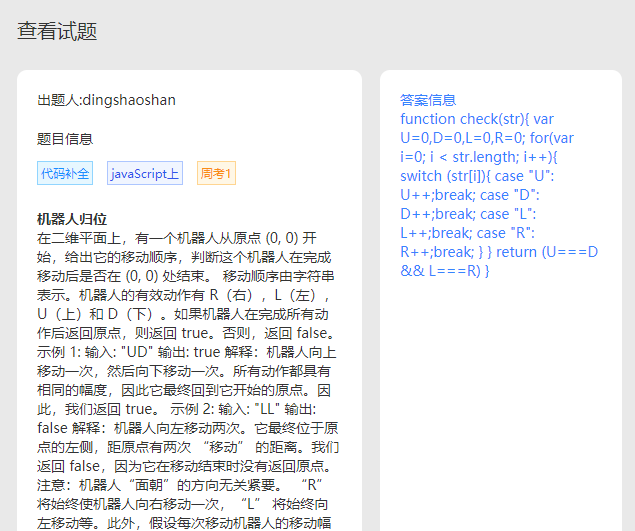 查看试题
出题人:dingshaoshan
题目信息
代码补全 javaScript上 周考1
机器人归位
在二维平面上，有一个机器人从原点 (0, 0) 开
始，给出它的移动顺序，判断这个机器人在完成
移动后是否在 (0, 0) 处结束。 移动顺序由字符串
表示。机器人的有效动作有 R（右），L（左），
U（上）和 D（下）。如果机器人在完成所有动
作后返回原点，则返回 true。否则，返回 false。
示例 1: 输入: "UD" 输出: true 解释：机器人向上
移动一次，然后向下移动一次。所有动作都具有
相同的幅度，因此它最终回到它开始的原点。因
此，我们返回 true。 示例 2: 输入: "LL" 输出:
false 解释：机器人向左移动两次。它最终位于原
点的左侧，距原点有两次 “移动” 的距离。我们
返回 false，因为它在移动结束时没有返回原点。
注意：机器人“面朝”的方向无关紧要。 “R”
将始终使机器人向右移动一次， “L” 将始终向
左移动等。此外，假设每次移动机器人的移动幅
答案信息
function check(str){ var
U=0,D=0,L=0,R=0; for(var
i=0; i < str.length; i++){
switch (str[i]){ case "U":
U++;break; case "D":
D++;break; case "L":
L++;break; case "R":
R++;break; } } return (U===D
&& L===R) }